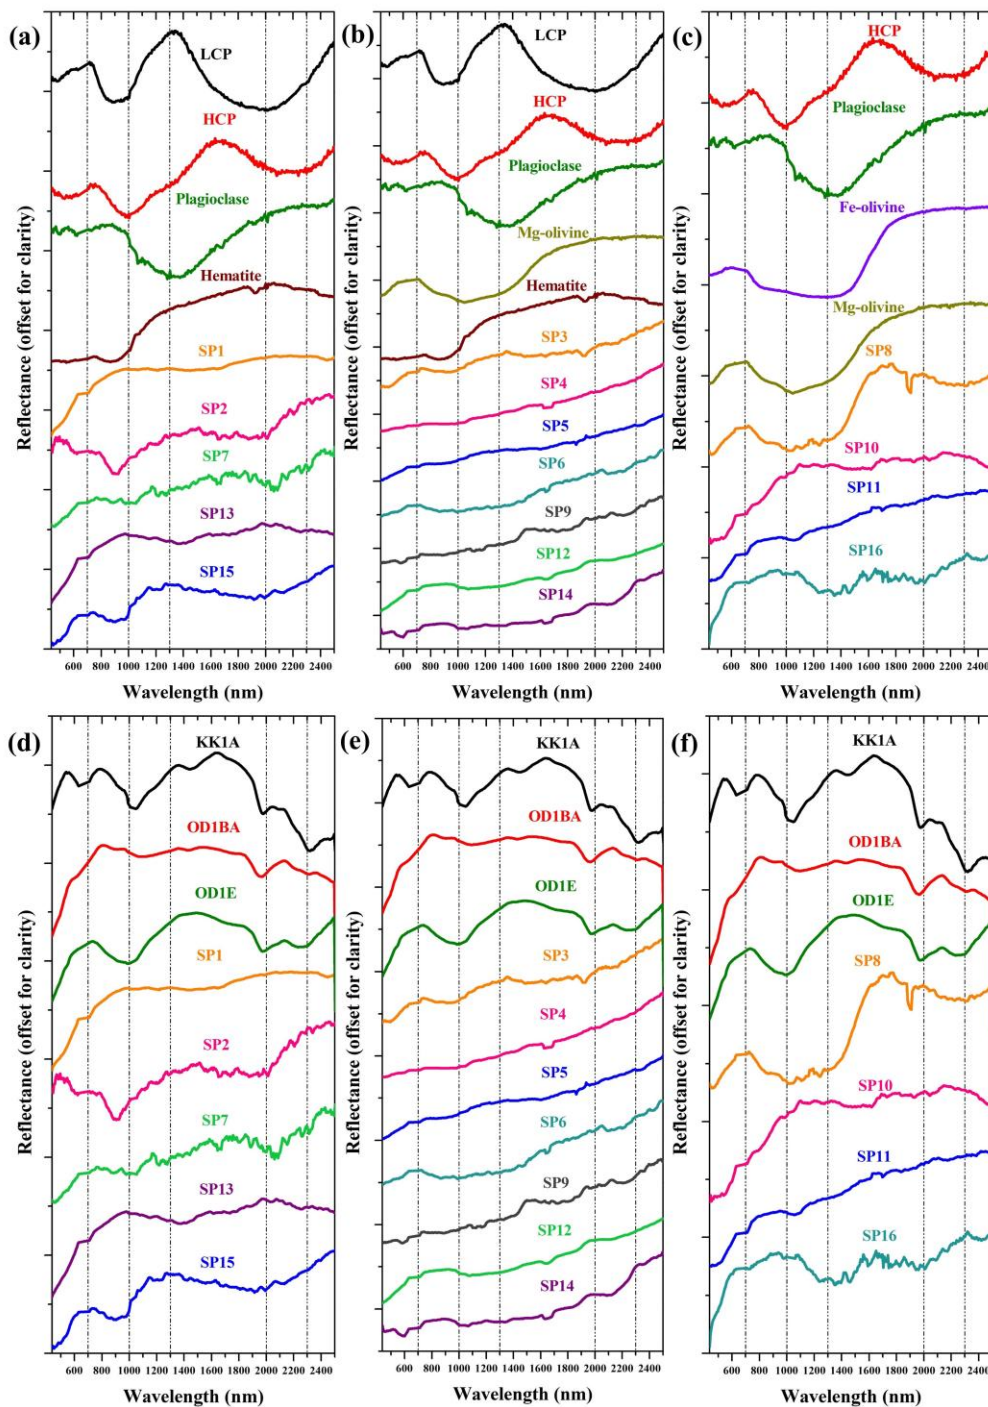 (a)
LCP
HCP
Plagioclase
Hematite
SP1
SP2
SP7
SP13
SP15
Reflectance (offset for clarity)
600 800 1000 1200 1400 1600 1800 2000 2200 2400
Wavelength (nm)
(b)
LCP
HCP
Plagioclase
Mg-olivine
Hematite
SP3
SP4
SP5
SP6
SP9
SP12
SP14
Reflectance (offset for clarity)
600 800 1000 1200 1400 1600 1800 2000 2200 2400
Wavelength (nm)
(c)
HCP
Plagioclase
Fe-olivine
Mg-olivine
SP8
SP10
SP11
SP16
Reflectance (offset for clarity)
600 800 1000 1200 1400 1600 1800 2000 2200 2400
Wavelength (nm)
(d)
KK1A
OD1BA
OD1E
SP1
SP2
SP7
SP13
SP15
Reflectance (offset for clarity)
600 800 1000 1200 1400 1600 1800 2000 2200 2400
Wavelength (nm)
(e)
KK1A
OD1BA
OD1E
SP3
SP4
SP5
SP6
SP9
SP12
SP14
Reflectance (offset for clarity)
600 800 1000 1200 1400 1600 1800 2000 2200 2400
Wavelength (nm)
(f)
KK1A
OD1BA
OD1E
SP8
SP10
SP11
SP16
Reflectance (offset for clarity)
600 800 1000 1200 1400 1600 1800 2000 2200 2400
Wavelength (nm)